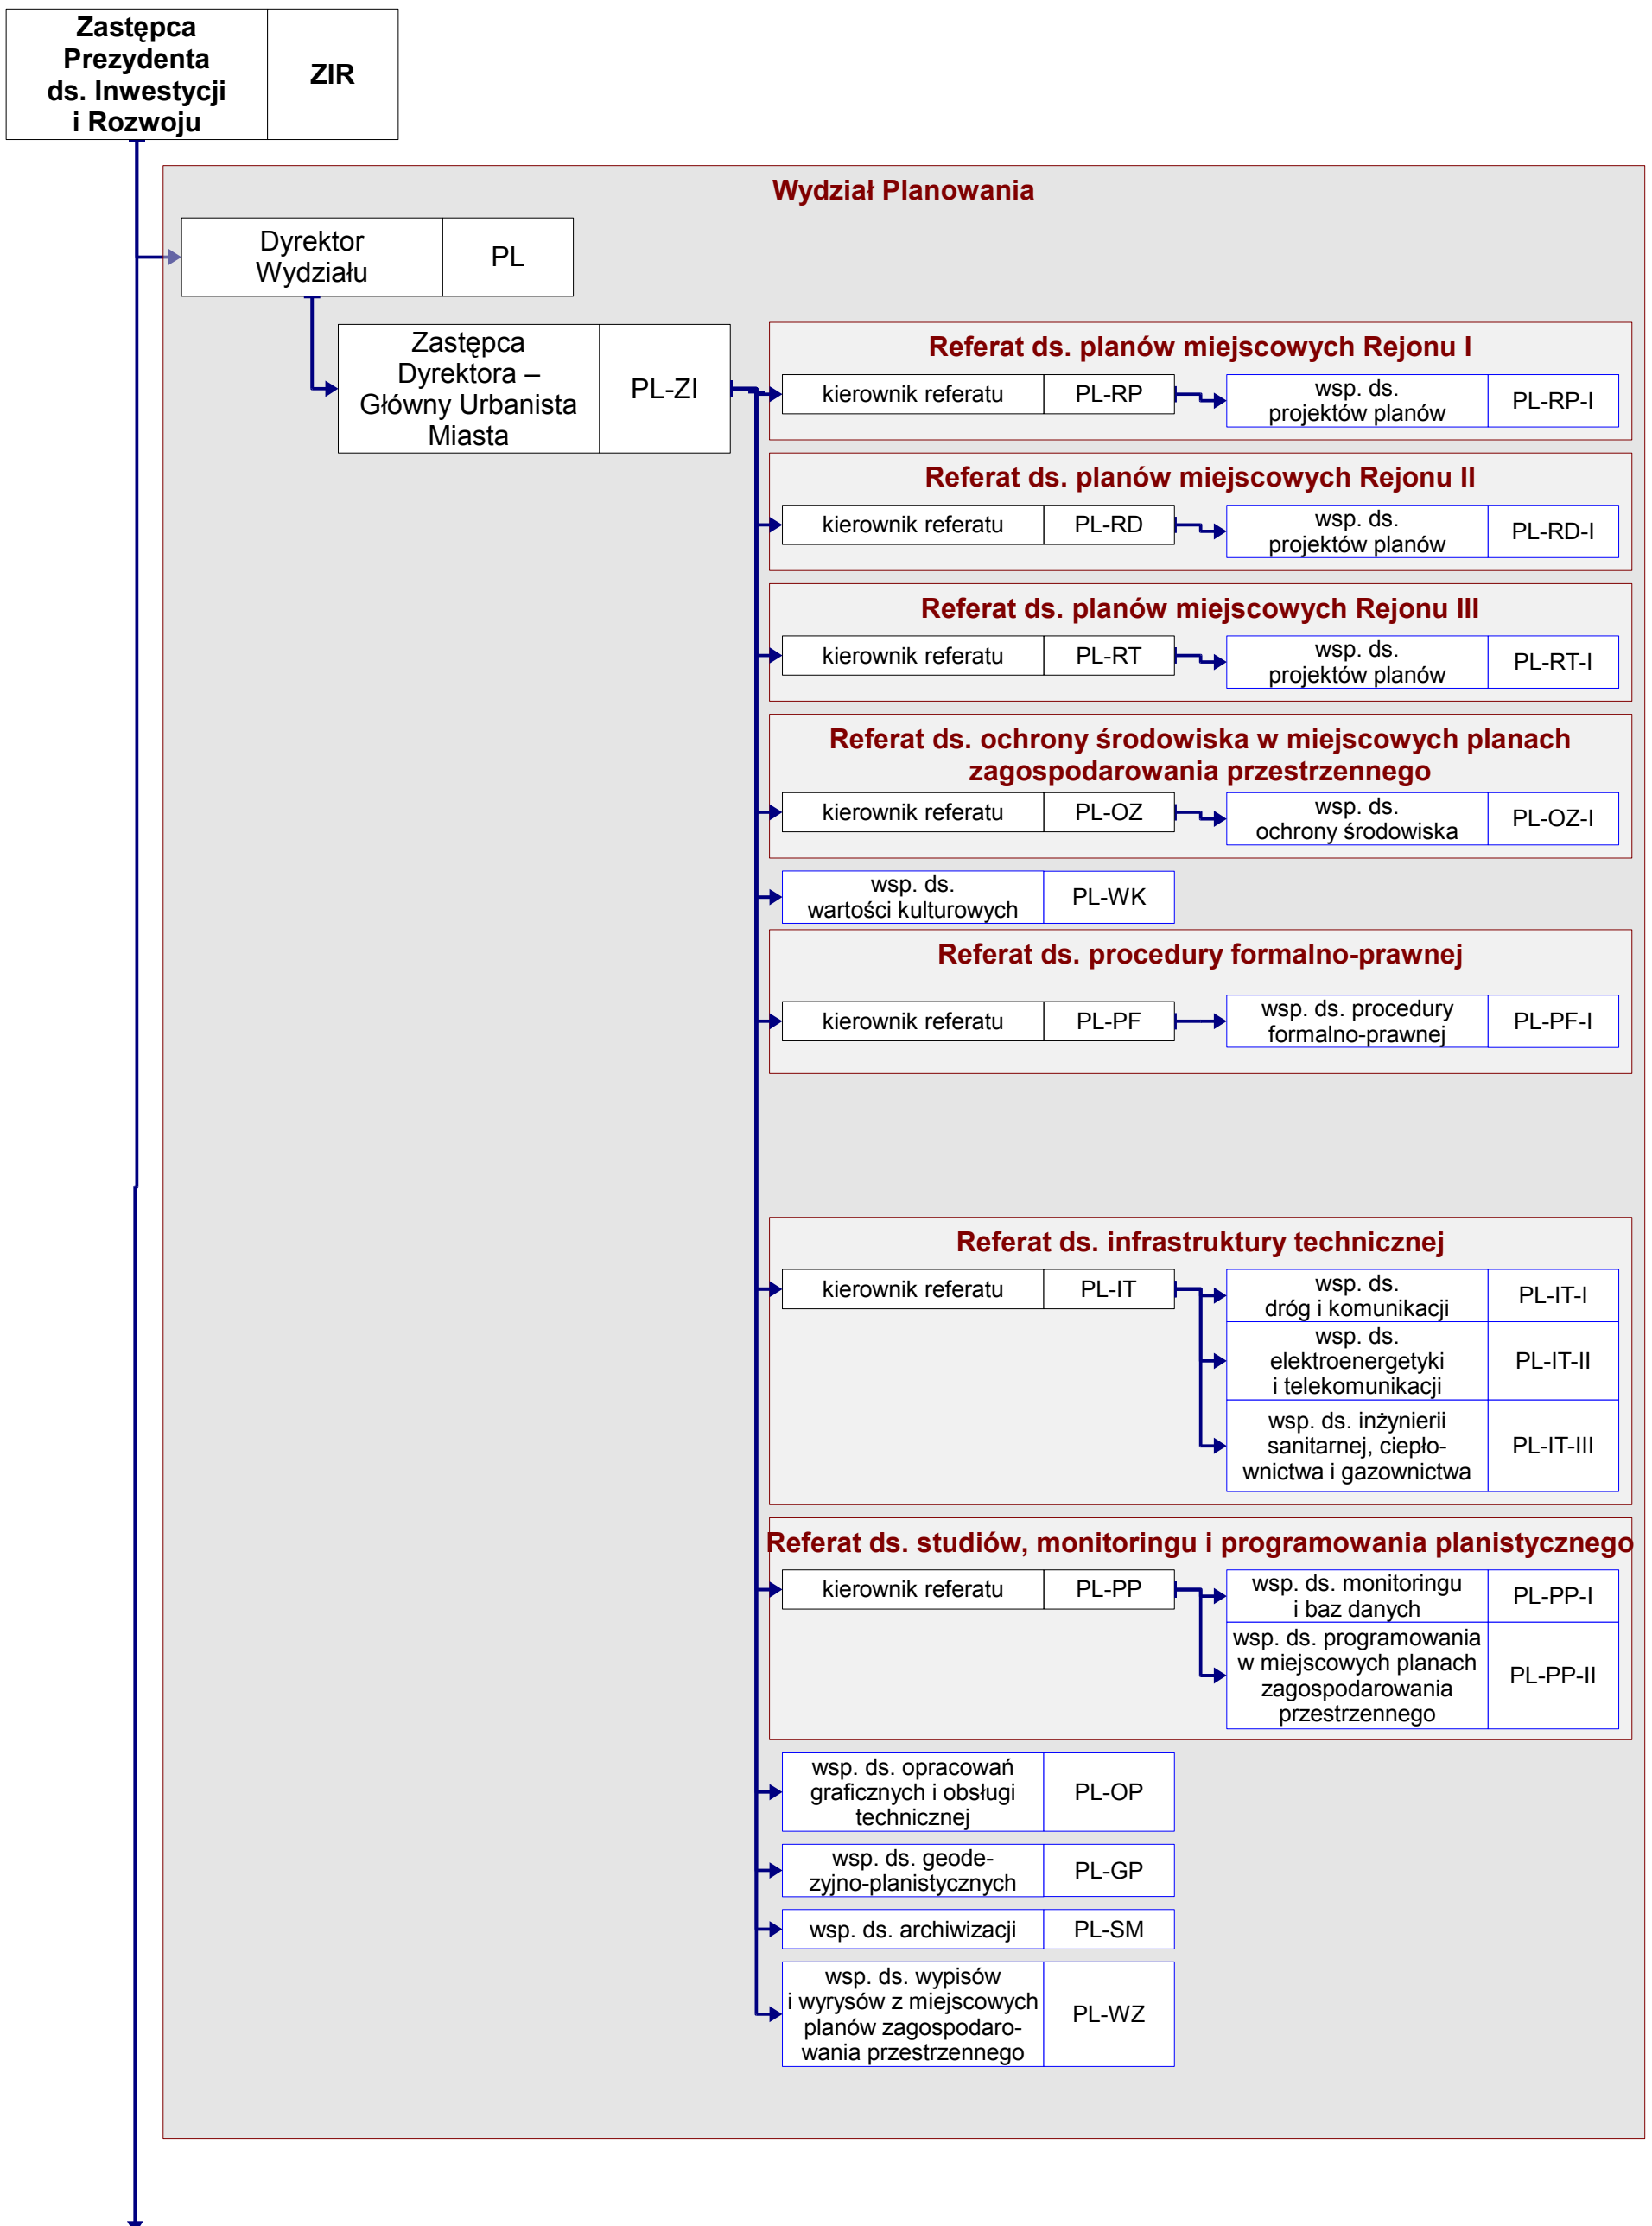 Zastępca
Prezydenta
ds. Inwestycji
i Rozwoju
ZIR
Wydział Planowania
Dyrektor
Wydziału
PL
Zastępca
Dyrektora –
Główny Urbanista
Miasta
PL-ZI
Referat ds. planów miejscowych Rejonu I
kierownik referatu
PL-RP
wsp. ds.
projektów planów
PL-RP-I
Referat ds. planów miejscowych Rejonu II
kierownik referatu
PL-RD
wsp. ds.
projektów planów
PL-RD-I
Referat ds. planów miejscowych Rejonu III
kierownik referatu
PL-RT
wsp. ds.
projektów planów
PL-RT-I
Referat ds. ochrony środowiska w miejscowych planach
zagospodarowania przestrzennego
kierownik referatu
PL-OZ
wsp. ds.
ochrony środowiska
PL-OZ-I
wsp. ds.
wartości kulturowych
PL-WK
Referat ds. procedury formalno-prawnej
kierownik referatu
PL-PF
wsp. ds. procedury
formalno-prawnej
PL-PF-I
Referat ds. infrastruktury technicznej
kierownik referatu
PL-IT
wsp. ds.
dróg i komunikacji
PL-IT-I
wsp. ds.
elektroenergetyki
i telekomunikacji
PL-IT-II
wsp. ds. inżynierii
sanitarnej, ciepło-
wnictwa i gazownictwa
PL-IT-III
Referat ds. studiów, monitoringu i programowania planistycznego
kierownik referatu
PL-PP
wsp. ds. monitoringu
i baz danych
PL-PP-I
wsp. ds. programowania
w miejscowych planach
zagospodarowania
przestrzennego
PL-PP-II
wsp. ds. opracowań
graficznych i obsługi
technicznej
PL-OP
wsp. ds. geode-
zyjno-planistycznych
PL-GP
wsp. ds. archiwizacji
PL-SM
wsp. ds. wypisów
i wyrysów z miejscowych
planów zagospodaro-
wania przestrzennego
PL-WZ